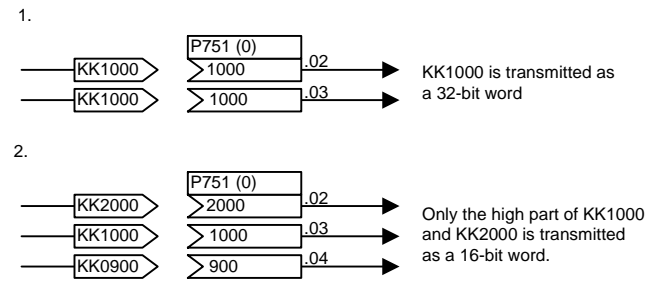 1.
P751 (0)
KK1000 1000 .02
KK1000 1000 .03
KK1000 is transmitted as
a 32-bit word
2.
P751 (0)
KK2000 2000 .02
KK1000 1000 .03
KK0900 900 .04
Only the high part of KK1000
and KK2000 is transmitted
as a 16-bit word.